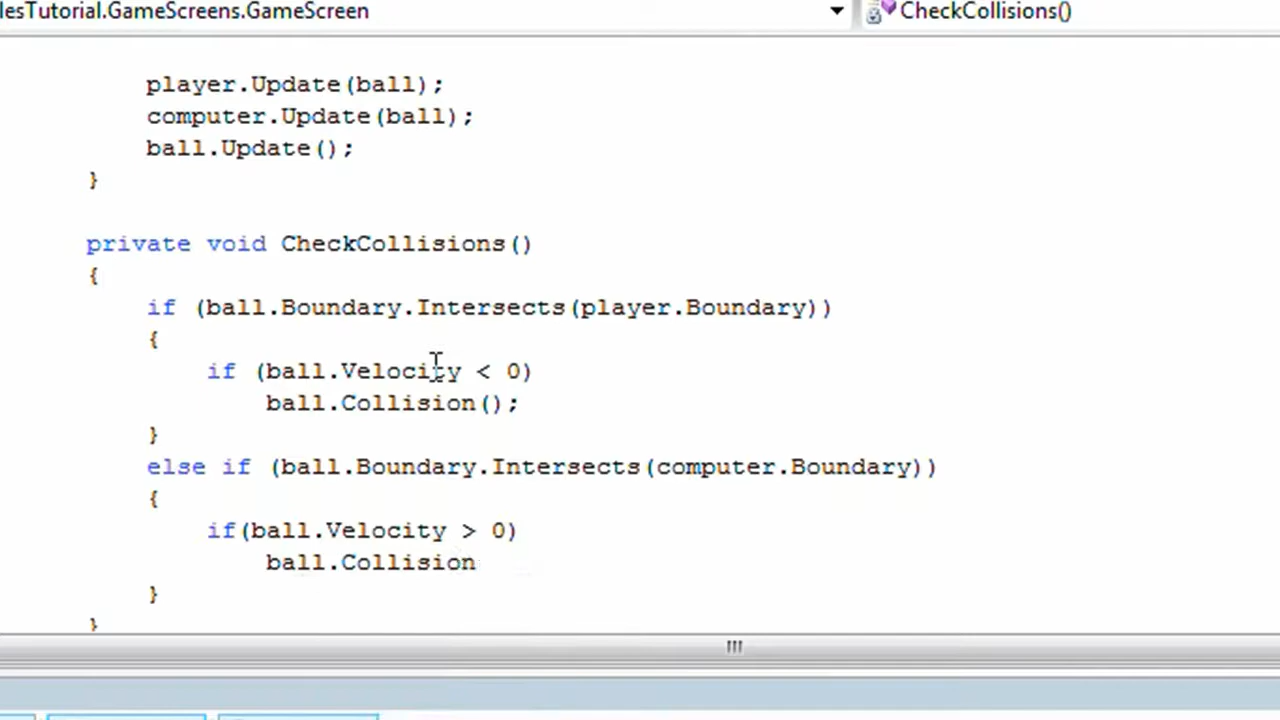 lesTutorial.GameScreens.GameScreen
CheckCollisions()
player.Update(ball);
computer.Update(ball);
ball.Update();
}
private void CheckCollisions()
{
if (ball.Boundary.Intersects(player.Boundary))
{
if (ball.Velocity < 0)
ball.Collision();
}
else if (ball.Boundary.Intersects(computer.Boundary))
{
if(ball.Velocity > 0)
ball.Collision
}
}